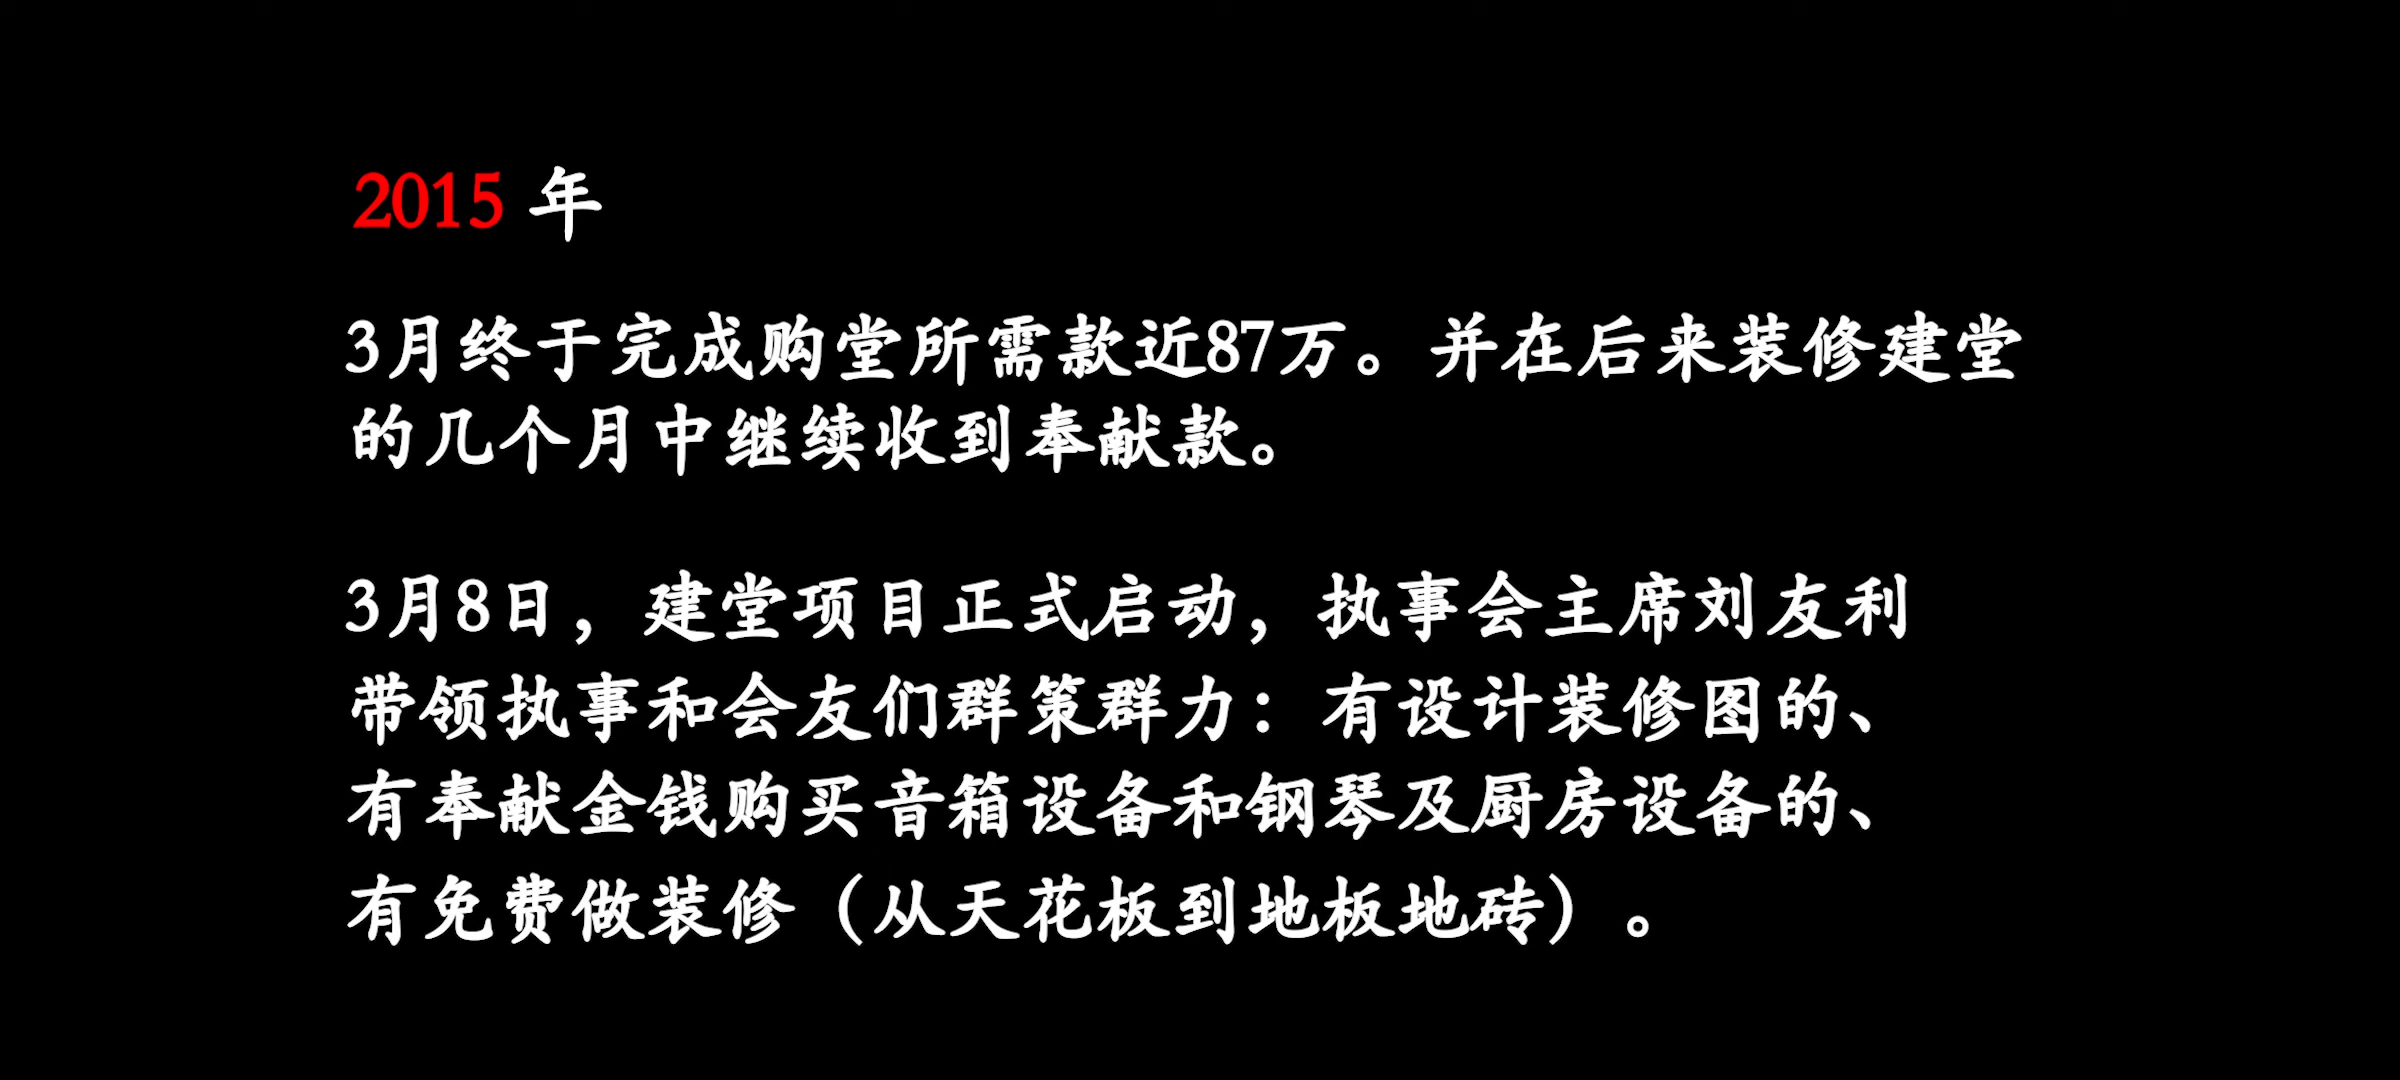 2015 年
3月终于完成购堂所需款近87万。并在后来装修建堂
的几个月中继续收到奉献款。
3月8日，建堂项目正式启动，执事会主席刘友利
带领执事和会友们群策群力：有设计装修图的、
有奉献金钱购买音箱设备和钢琴及厨房设备的、
有免费做装修（从天花板到地板地砖）。